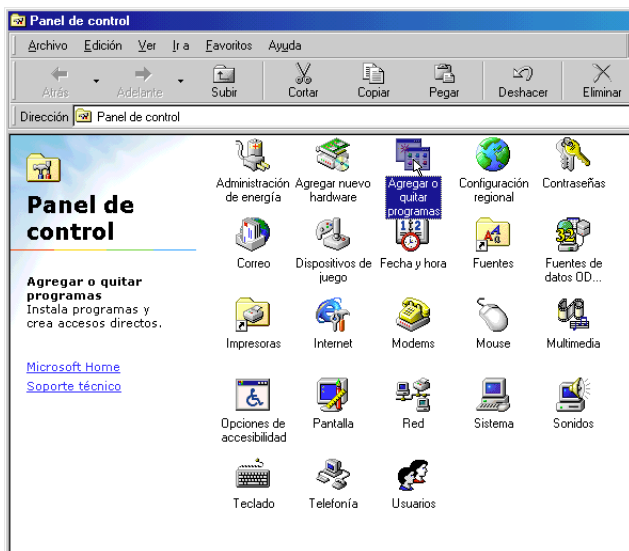 Panel de control
Archivo Edición Ver Ir a Favoritos Ayuda
Atrás Adelante Subir Cortar Copiar Pegar Deshacer Eliminar
Dirección Panel de control
Panel de
control
Agregar o quitar
programas
Instala programas y
crea accesos directos.
Microsoft Home
Soporte técnico
Administración
de energía
Agregar nuevo
hardware
Agregar o
quitar
programas
Configuración
regional
Contraseñas
Correo
Dispositivos de
juego
Fecha y hora
Fuentes
Fuentes de
datos OD...
Impresoras
Internet
Modems
Mouse
Multimedia
Opciones de
accesibilidad
Pantalla
Red
Sistema
Sonidos
Teclado
Telefonía
Usuarios